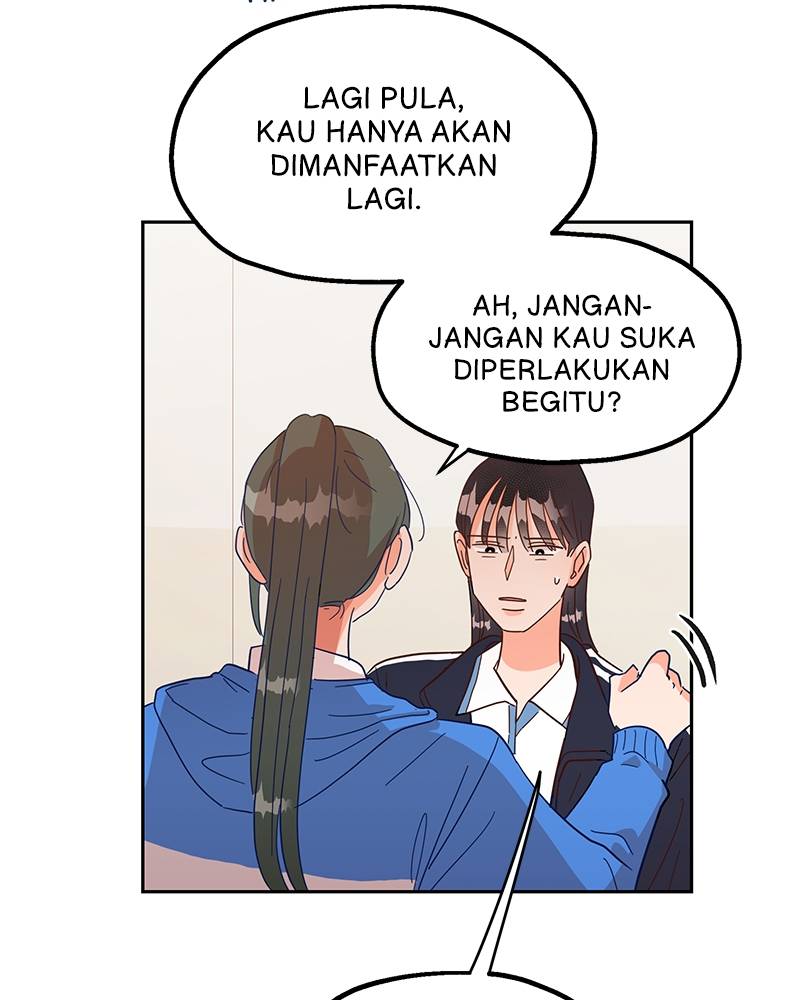 LAGI PULA,
KAU HANYA AKAN
DIMANFAATKAN
LAGI.
AH, JANGAN-
JANGAN KAU SUKA
DIPERLAKUKAN
BEGITU?